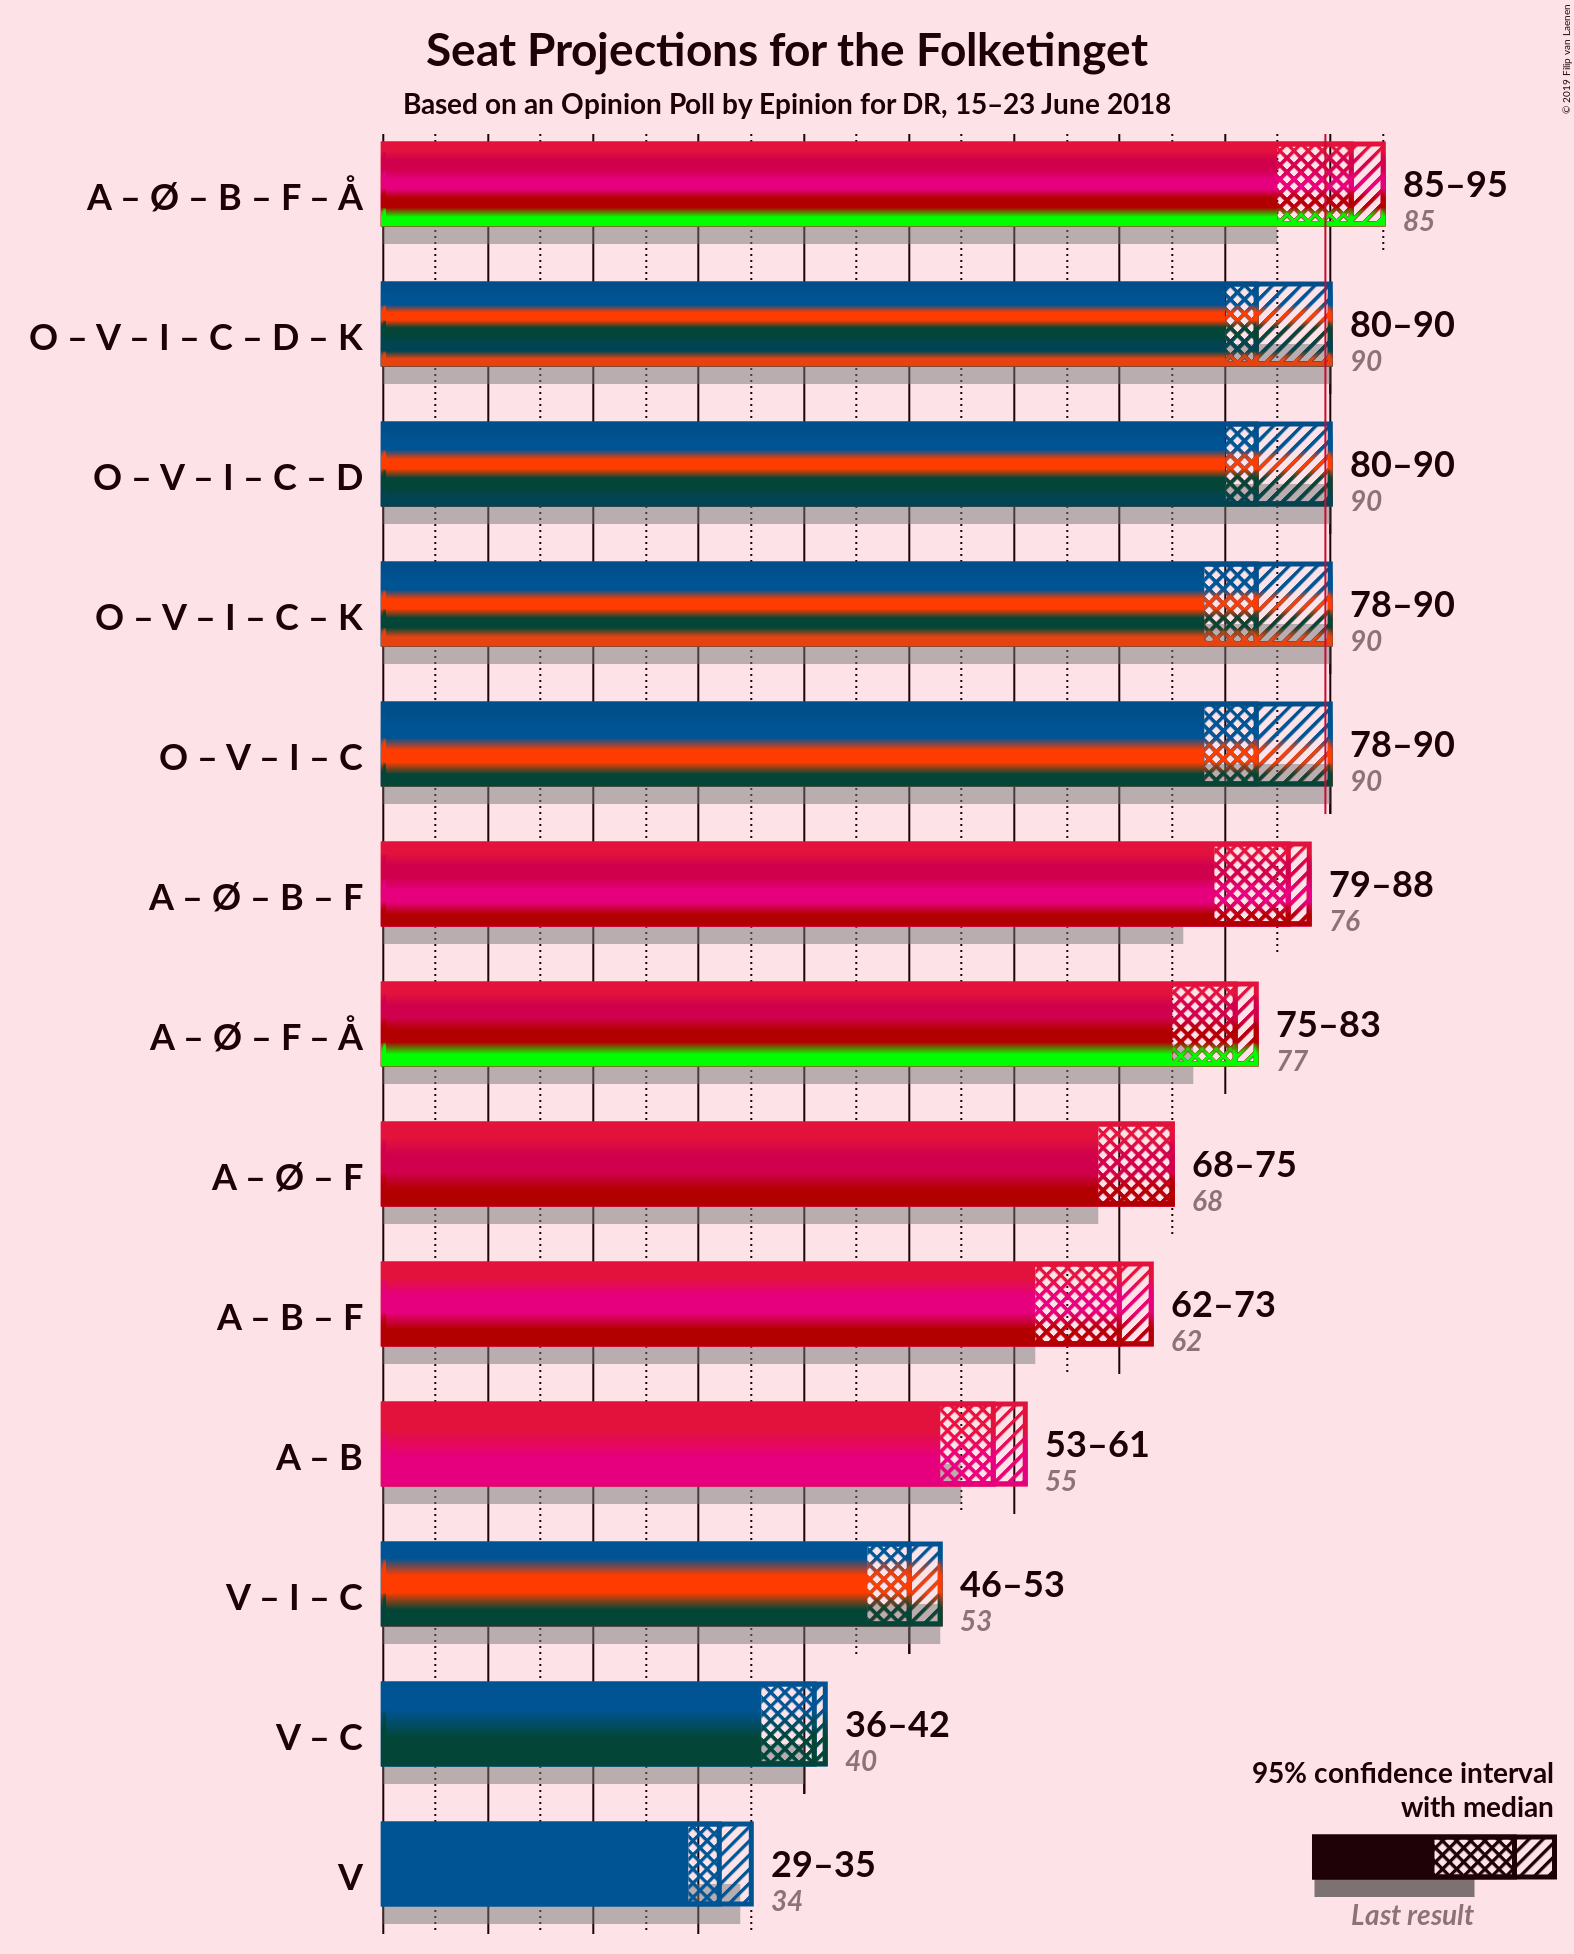 Seat Projections for the Folketinget
Based on an Opinion Poll by Epinion for DR, 15–23 June 2018
© 2019 Filip van Laenen
A – Ø – B – F – Å
85–95
85
O – V – I – C – D – K
80–90
90
O – V – I – C – D
80–90
90
O – V – I – C – K
78–90
90
O – V – I – C
78–90
90
A – Ø – B – F
79–88
76
A – Ø – F – Å
75–83
77
A – Ø – F
68–75
68
A – B – F
62–73
62
A – B
53–61
55
V – I – C
46–53
53
V – C
36–42
40
V
29–35
34
95% confidence interval
with median
Last result